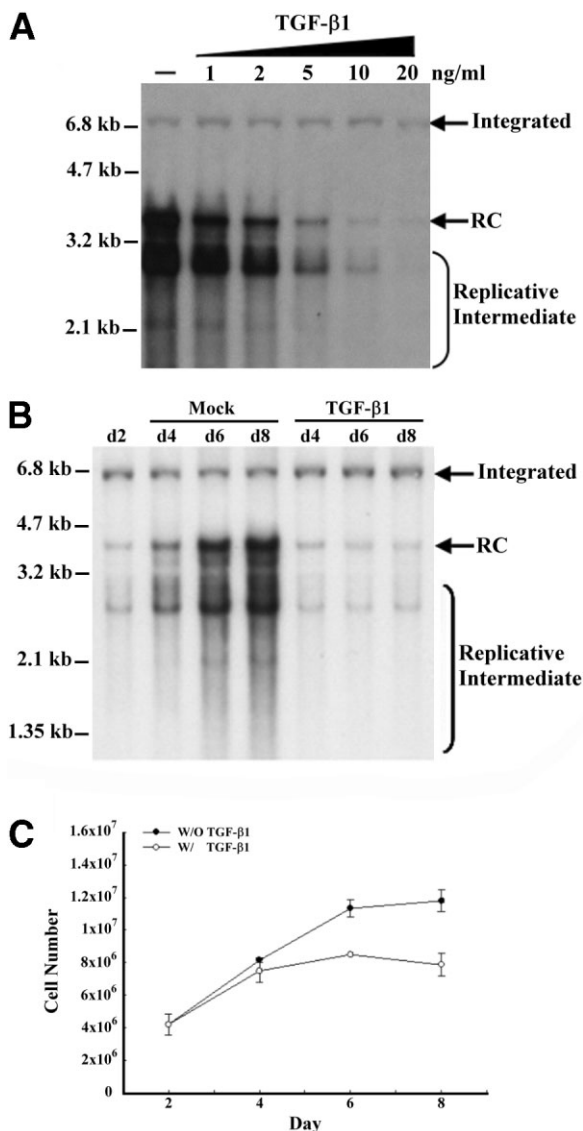 A
TGF-β1
— 1 2 5 10 20 ng/ml
6.8 kb
Integrated
4.7 kb
RC
3.2 kb
Replicative
Intermediate
2.1 kb
B
Mock TGF-β1
d2 d4 d6 d8 d4 d6 d8
6.8 kb
Integrated
4.7 kb
RC
3.2 kb
Replicative
Intermediate
2.1 kb
1.35 kb
C
W/O TGF-β1
W/ TGF-β1
Cell Number
1.6x10⁷
1.4x10⁷
1.2x10⁷
1x10⁷
8x10⁶
6x10⁶
4x10⁶
2x10⁶
0
2 4 6 8
Day